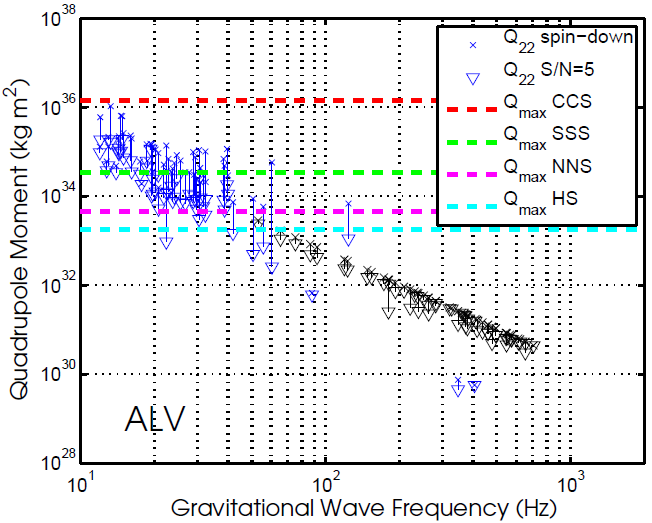 10^38
10^36
10^34
10^32
10^30
10^28
Quadrupole Moment (kg m^2)
Q_22 spin-down
Q_22 S/N=5
Q_max CCS
Q_max SSS
Q_max NNS
Q_max HS
ALV
10^1
10^2
10^3
Gravitational Wave Frequency (Hz)